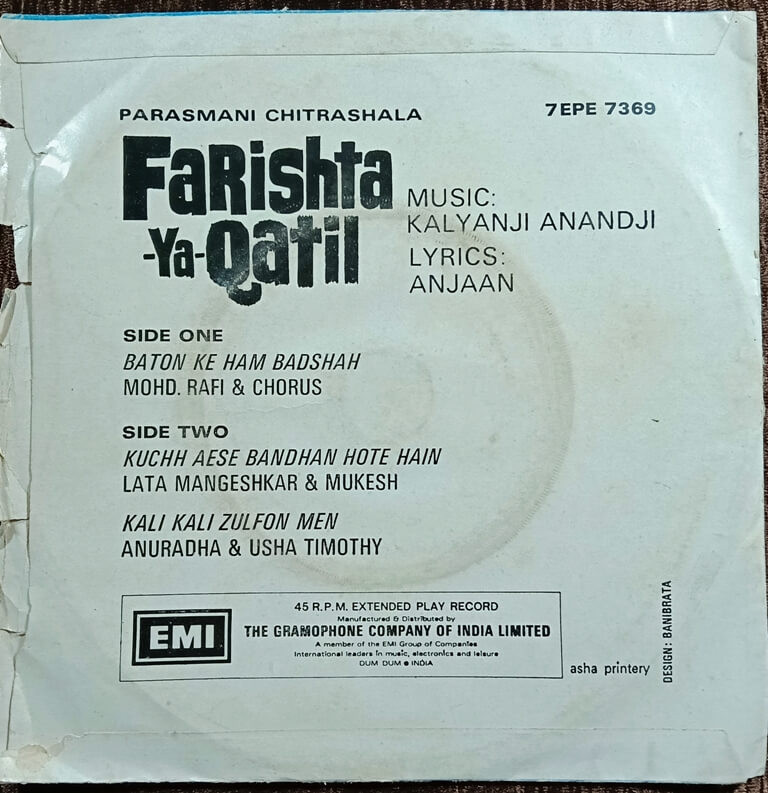 PARASMANI CHITRASHALA
7EPE 7369
FaRishta
-Ya-Qatil
MUSIC:
KALYANJI ANANDJI
LYRICS:
ANJAAN
SIDE ONE
BATON KE HAM BADSHAH
MOHD. RAFI & CHORUS
SIDE TWO
KUCHH AESE BANDHAN HOTE HAIN
LATA MANGESHKAR & MUKESH
KALI KALI ZULFON MEN
ANURADHA & USHA TIMOTHY
EMI
45 R.P.M. EXTENDED PLAY RECORD
Manufactured & Distributed by
THE GRAMOPHONE COMPANY OF INDIA LIMITED
A member of the EMI Group of Companies
International leaders in music, electronics and leisure
DUM DUM ● INDIA
asha printery
DESIGN: BANIBRATA